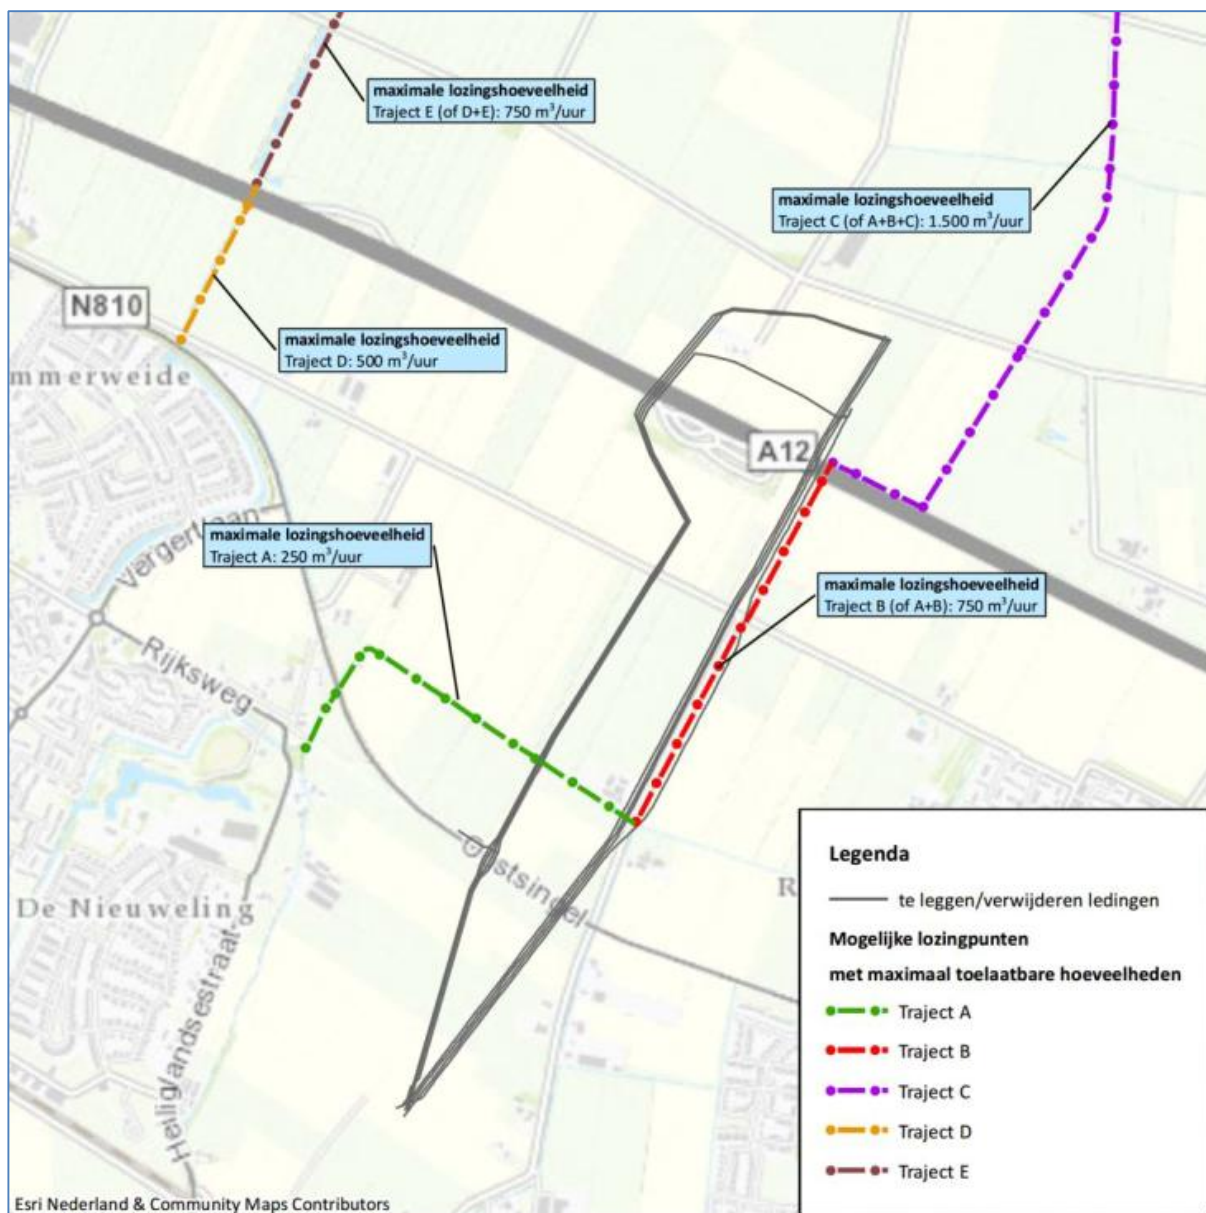 maximale lozingshoeveelheid
Traject E (of D+E): 750 m³/uur
maximale lozingshoeveelheid
Traject C (of A+B+C): 1.500 m³/uur
N810
maximale lozingshoeveelheid
Traject D: 500 m³/uur
mmerweide
A12
Vergertlaan
maximale lozingshoeveelheid
Traject A: 250 m³/uur
maximale lozingshoeveelheid
Traject B (of A+B): 750 m³/uur
Rijksweg
Oostsingel
De Nieuweling
R
Heiliglandsestraat
Legenda
te leggen/verwijderen ledingen
Mogelijke lozingpunten
met maximaal toelaatbare hoeveelheden
Traject A
Traject B
Traject C
Traject D
Traject E
Esri Nederland & Community Maps Contributors